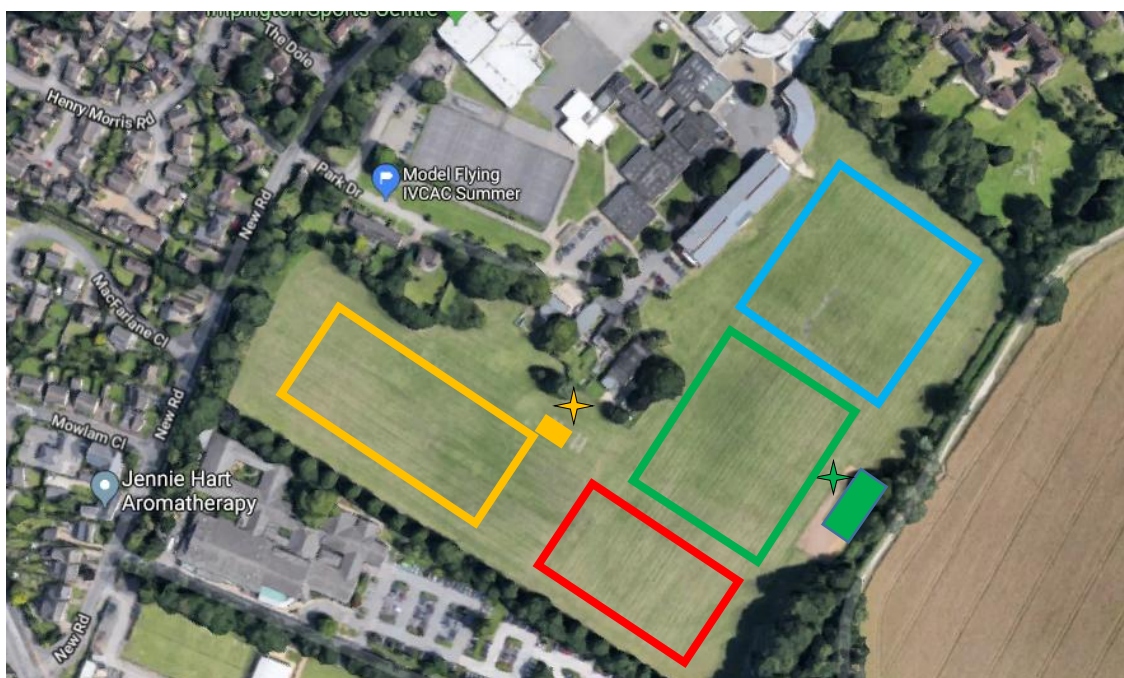 Impington Sports Centre
The Dole
Henry Morris Rd
Park Dr
Model Flying
IVCAC Summer
New Rd
MacFarlane Cl
New Rd
Mowlam Cl
Jennie Hart
Aromatherapy
New Rd